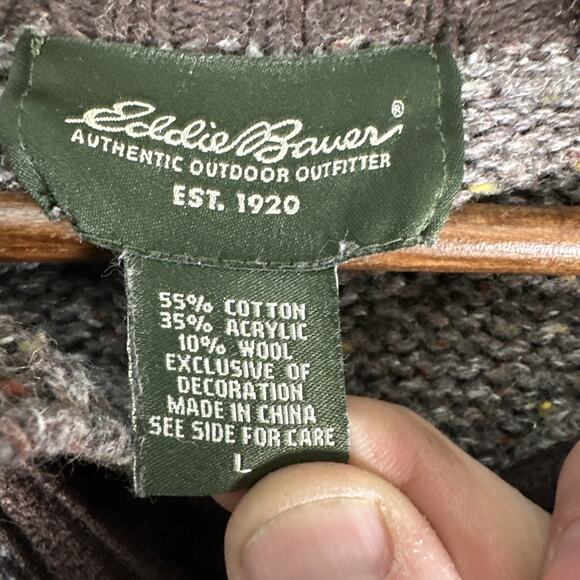 Eddie Bauer®
AUTHENTIC OUTDOOR OUTFITTER
EST. 1920
55% COTTON
35% ACRYLIC
10% WOOL
EXCLUSIVE OF
DECORATION
MADE IN CHINA
SEE SIDE FOR CARE
L